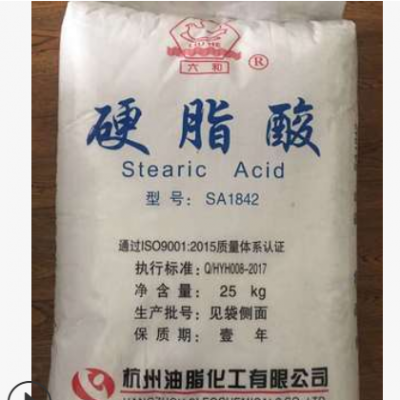 六和 ®
硬脂酸
Stearic Acid
型号：SA1842
通过ISO9001:2015质量体系认证
执行标准：Q/HYH008-2017
净含量：25 kg
生产批号：见袋侧面
保质期：壹年
杭州油脂化工有限公司